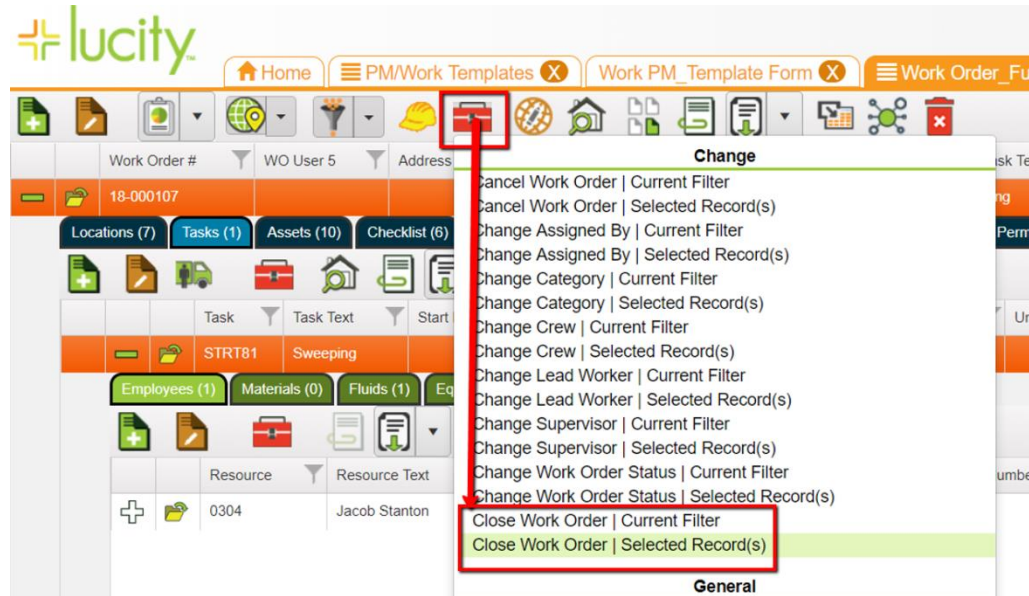 lucity
Home PM/Work Templates X Work PM_Template Form X Work Order_Fu
Change
Work Order # WO User 5 Address
18-000107
Cancel Work Order | Current Filter
Cancel Work Order | Selected Record(s)
Locations (7) Tasks (1) Assets (10) Checklist (6)
Change Assigned By | Current Filter
Change Assigned By | Selected Record(s)
Change Category | Current Filter
Change Category | Selected Record(s)
Task Task Text Start
Change Crew | Current Filter
Change Crew | Selected Record(s)
STRT81 Sweeping
Change Lead Worker | Current Filter
Employees (1) Materials (0) Fluids (1) Eq
Change Lead Worker | Selected Record(s)
Change Supervisor | Current Filter
Change Supervisor | Selected Record(s)
Resource Resource Text
Change Work Order Status | Current Filter
Change Work Order Status | Selected Record(s)
0304 Jacob Stanton
Close Work Order | Current Filter
Close Work Order | Selected Record(s)
General